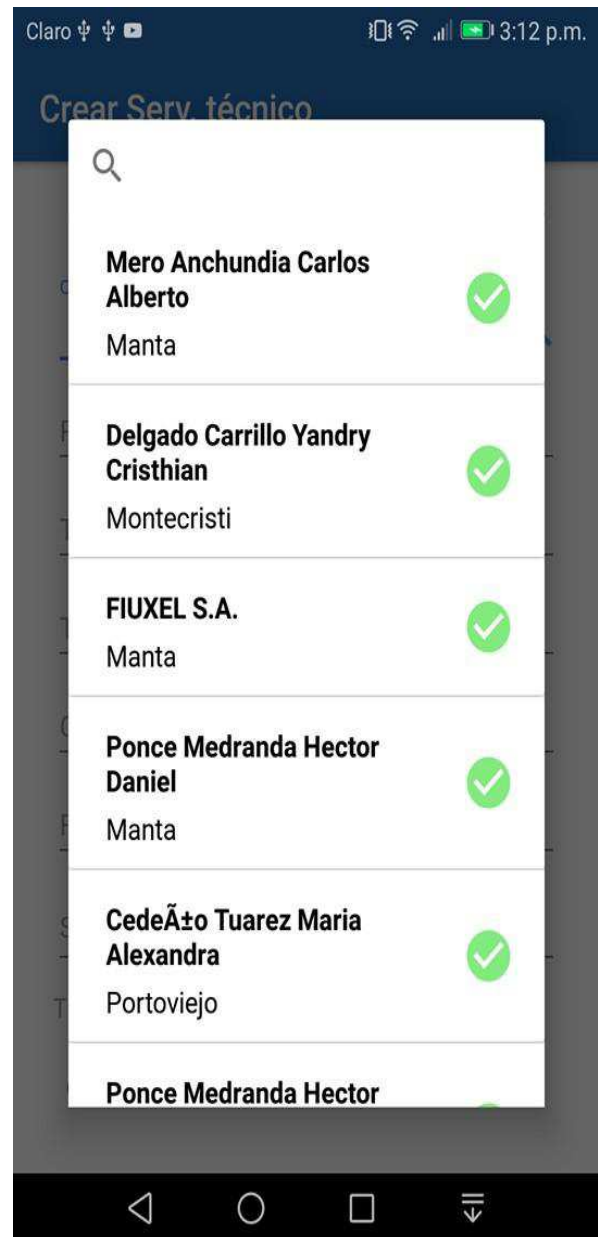 Claro 3:12 p.m.
Crear Serv. técnico
Mero Anchundia Carlos
Alberto
Manta
Delgado Carrillo Yandry
Cristhian
Montecristi
FIUXEL S.A.
Manta
Ponce Medranda Hector
Daniel
Manta
CedeÃ±o Tuarez Maria
Alexandra
Portoviejo
Ponce Medranda Hector